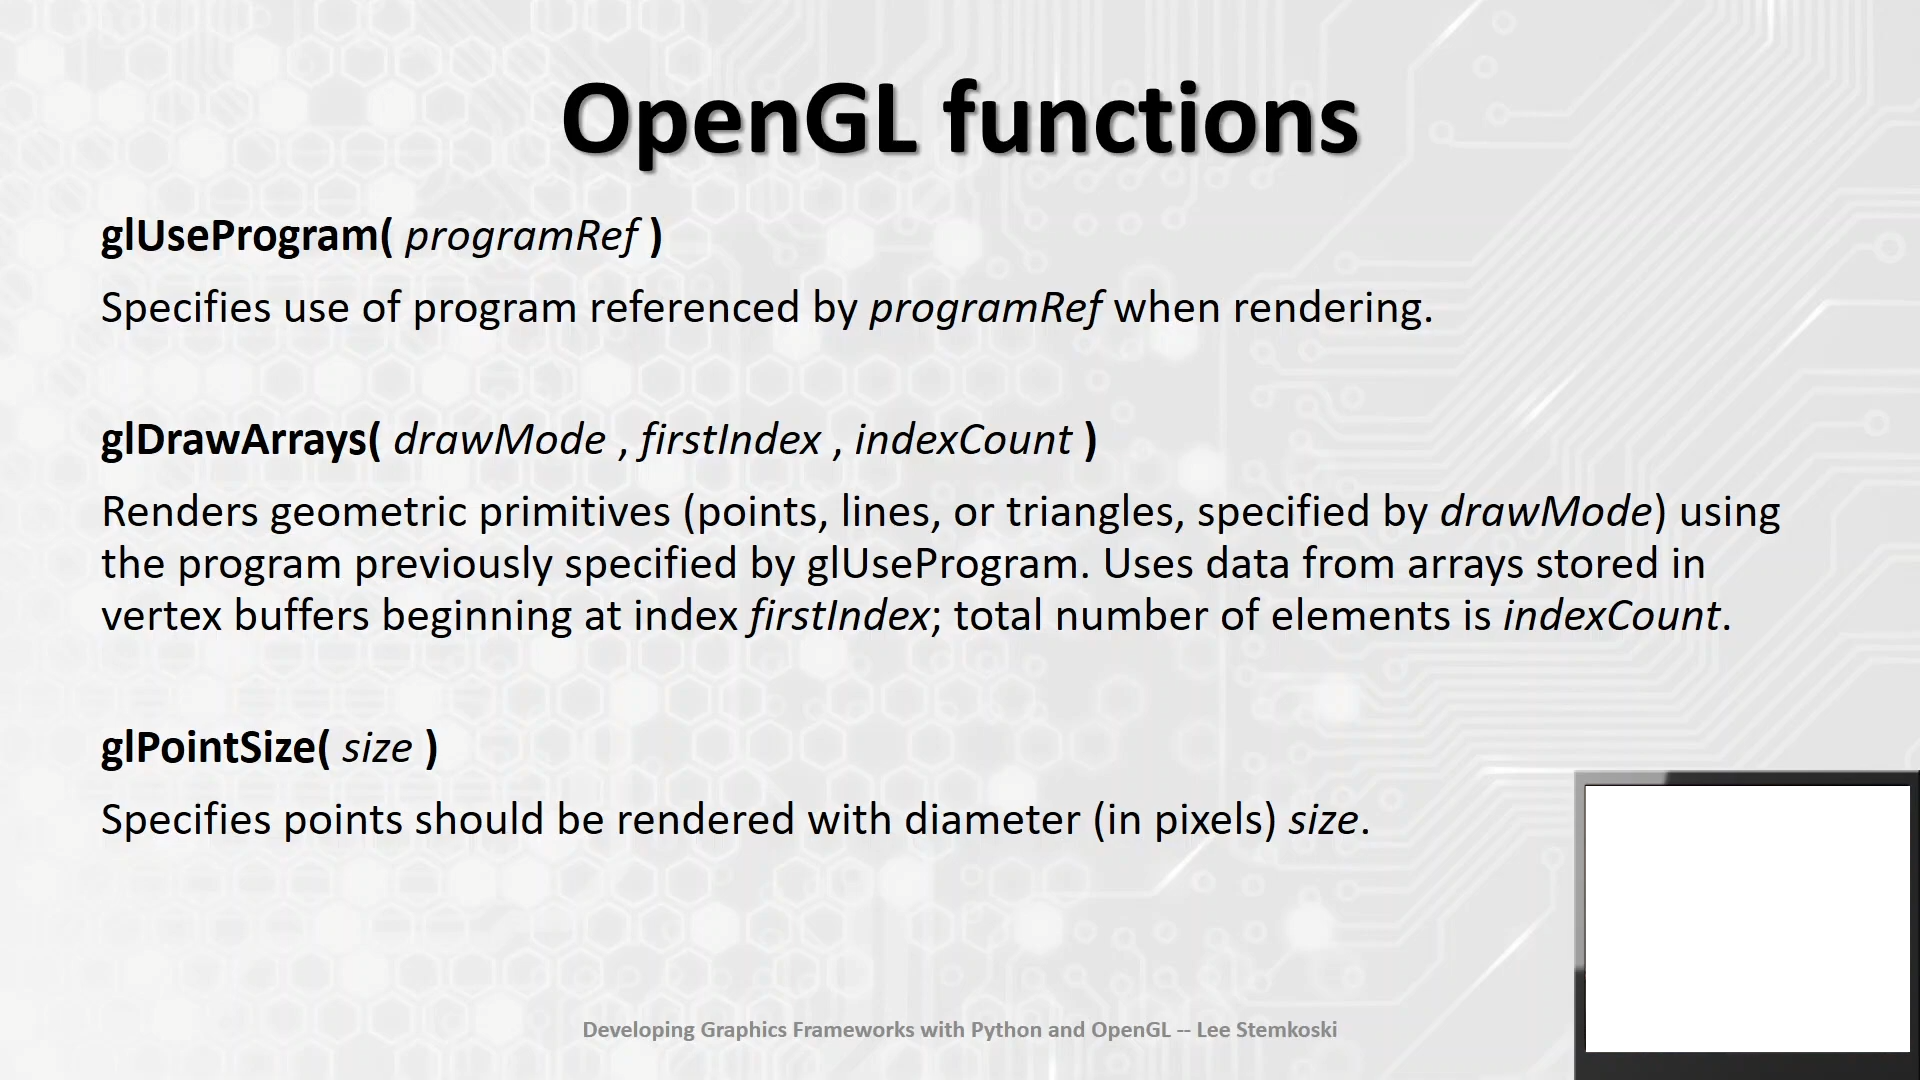 OpenGL functions
glUseProgram( programRef )
Specifies use of program referenced by programRef when rendering.
glDrawArrays( drawMode , firstIndex , indexCount )
Renders geometric primitives (points, lines, or triangles, specified by drawMode) using
the program previously specified by glUseProgram. Uses data from arrays stored in
vertex buffers beginning at index firstIndex; total number of elements is indexCount.
glPointSize( size )
Specifies points should be rendered with diameter (in pixels) size.
Developing Graphics Frameworks with Python and OpenGL -- Lee Stemkoski